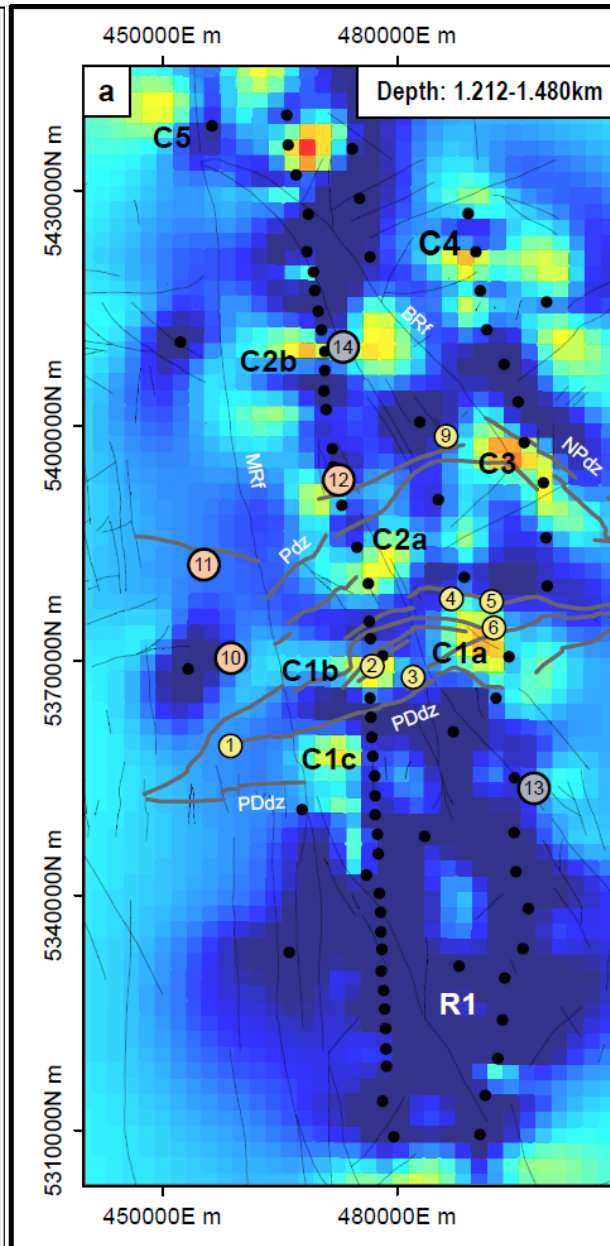 450000E m 480000E m
a Depth: 1.212-1.480km
C5
5430000N m
C4
BRf
14
C2b
5400000N m
9
MRf
C3
NPdz
12
Pdz
C2a
11
4 5
6
10
C1b 2 C1a
5370000N m
3
PDdz
1
C1c
13
PDdz
5340000N m
R1
5310000N m
450000E m 480000E m